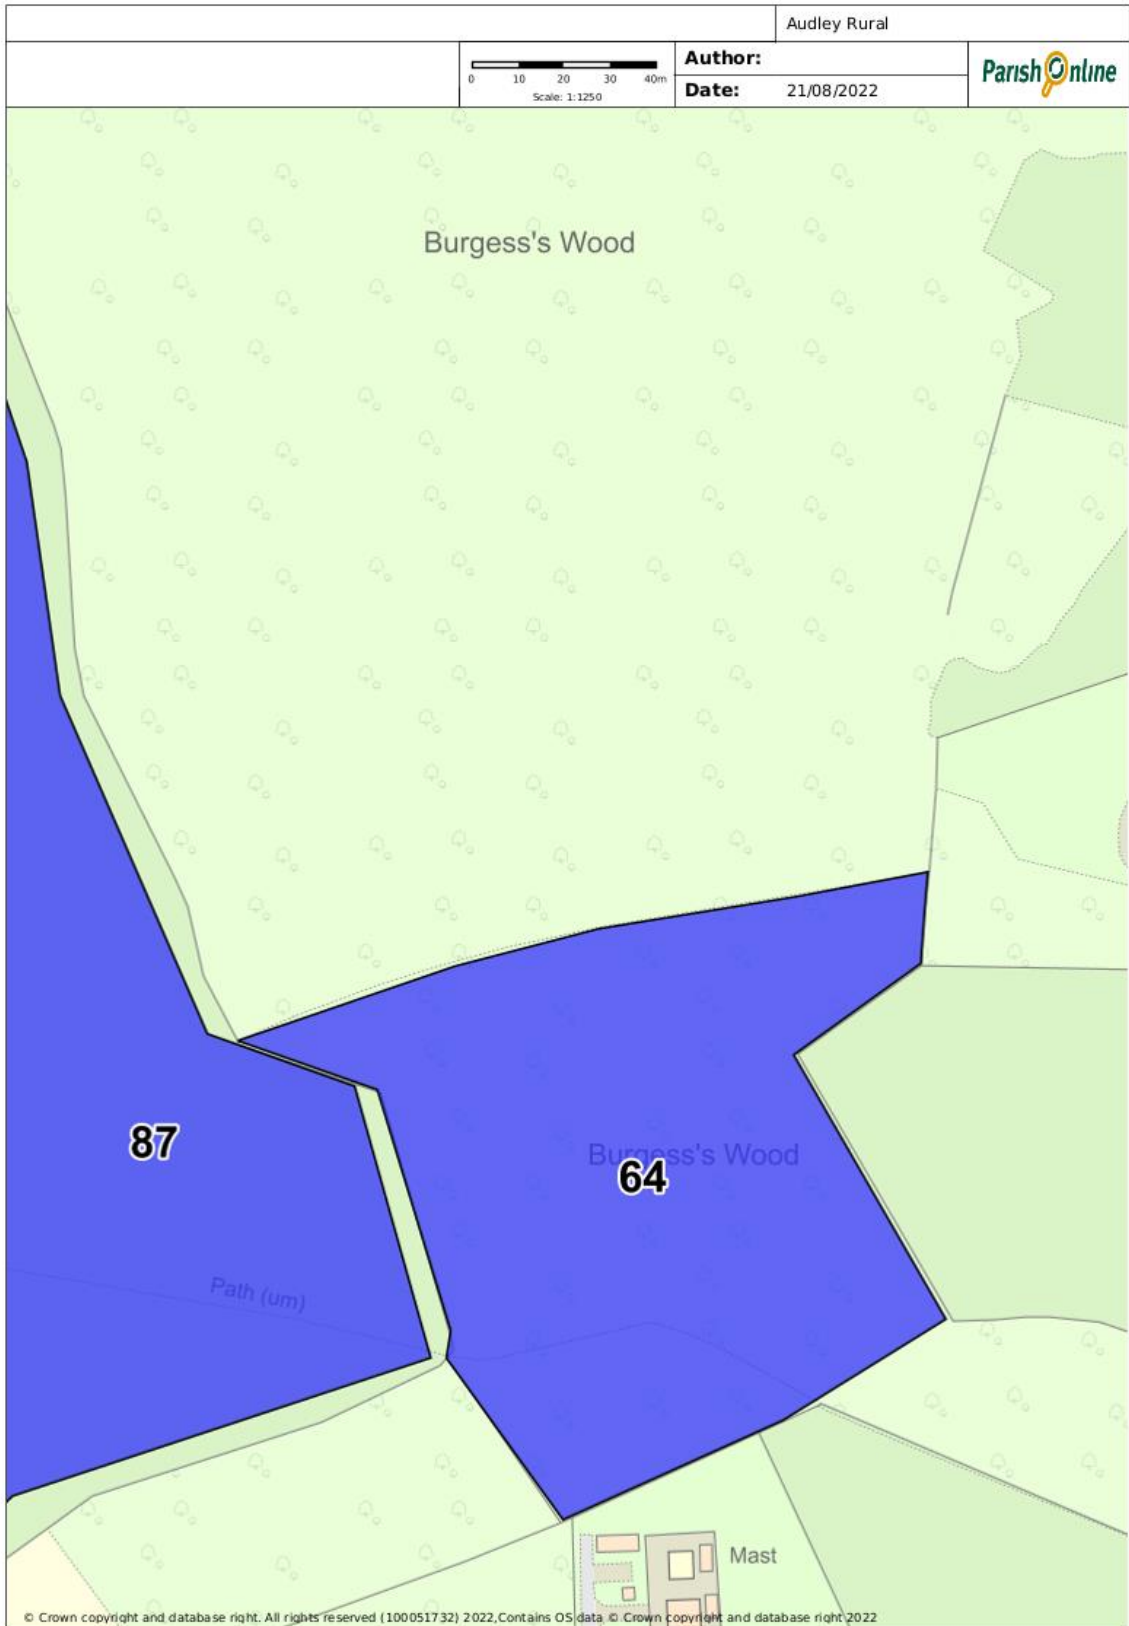 Audley Rural
Author:
Date: 21/08/2022
0 10 20 30 40m
Scale: 1:1250
Parish Online
Burgess's Wood
87
Burgess's Wood
64
Path (um)
Mast
© Crown copyright and database right. All rights reserved (100051732) 2022,Contains OS data © Crown copyright and database right 2022